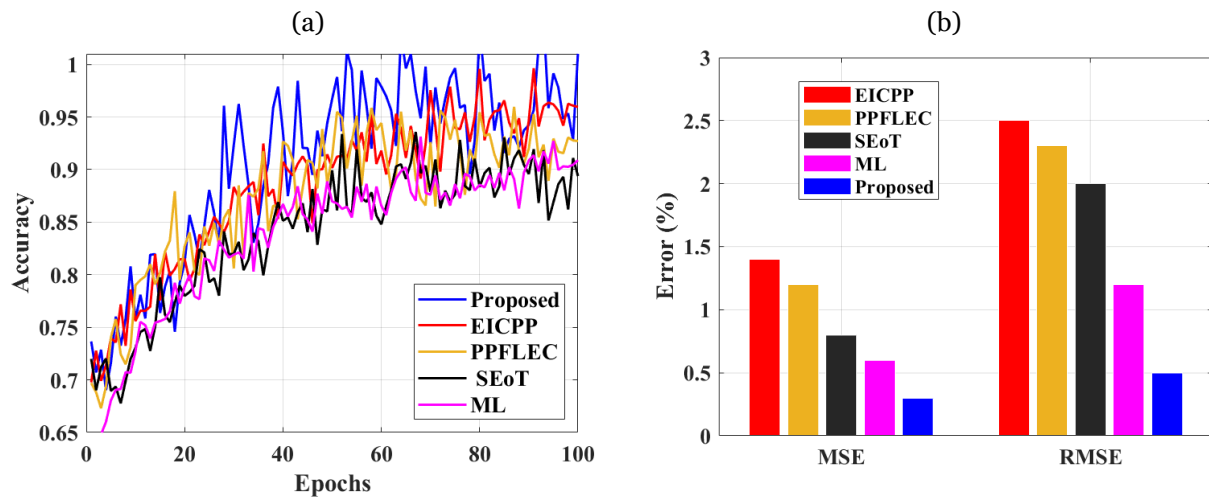 (a)
Accuracy
1
0.95
0.9
0.85
0.8
0.75
0.7
0.65
0
20
40
60
80
100
Epochs
Proposed
EICPP
PPFLEC
SEoT
ML
(b)
Error (%)
3
2.5
2
1.5
1
0.5
0
MSE
RMSE
EICPP
PPFLEC
SEoT
ML
Proposed